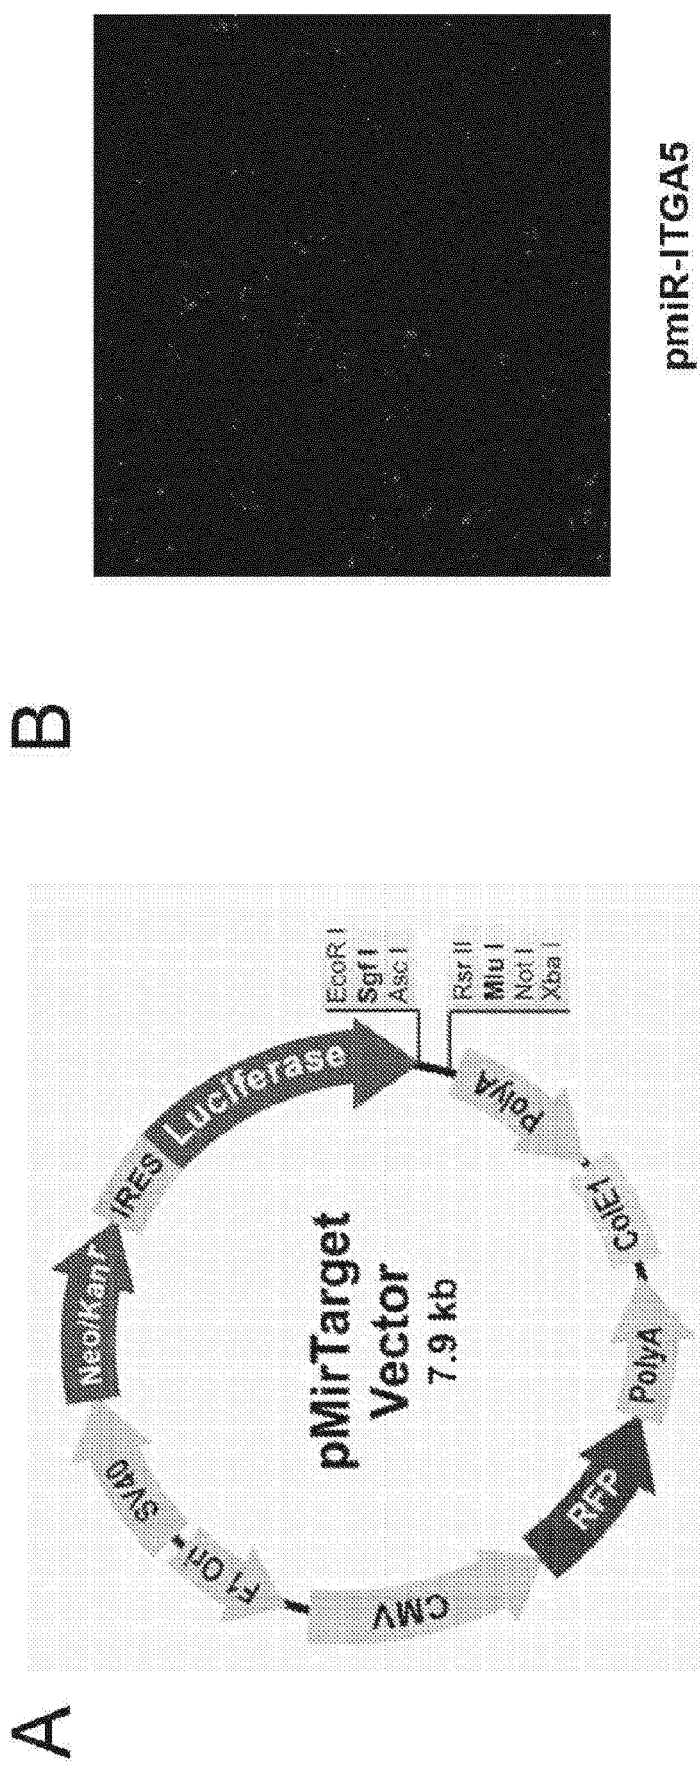 A
pMirTarget
Vector
7.9 kb
SV40
Neo/Kanr
IRES
Luciferase
EcoR I
Sgf I
Asc I
Rsr II
Mlu I
Not I
Xba I
PolyA
ColE1
PolyA
RFP
CMV
F1 Ori
B
pmiR-ITGA5